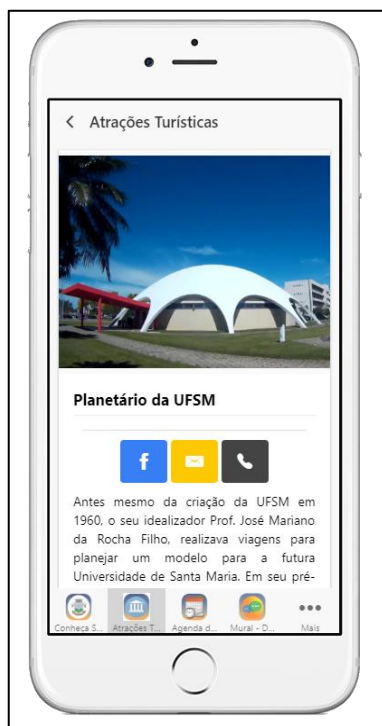 Atrações Turísticas
Planetário da UFSM
f
Antes mesmo da criação da UFSM em
1960, o seu idealizador Prof. José Mariano
da Rocha Filho, realizava viagens para
planejar um modelo para a futura
Universidade de Santa Maria. Em seu pré-
Conheça S... Atrações T... Agenda d... Mural - D... Mais